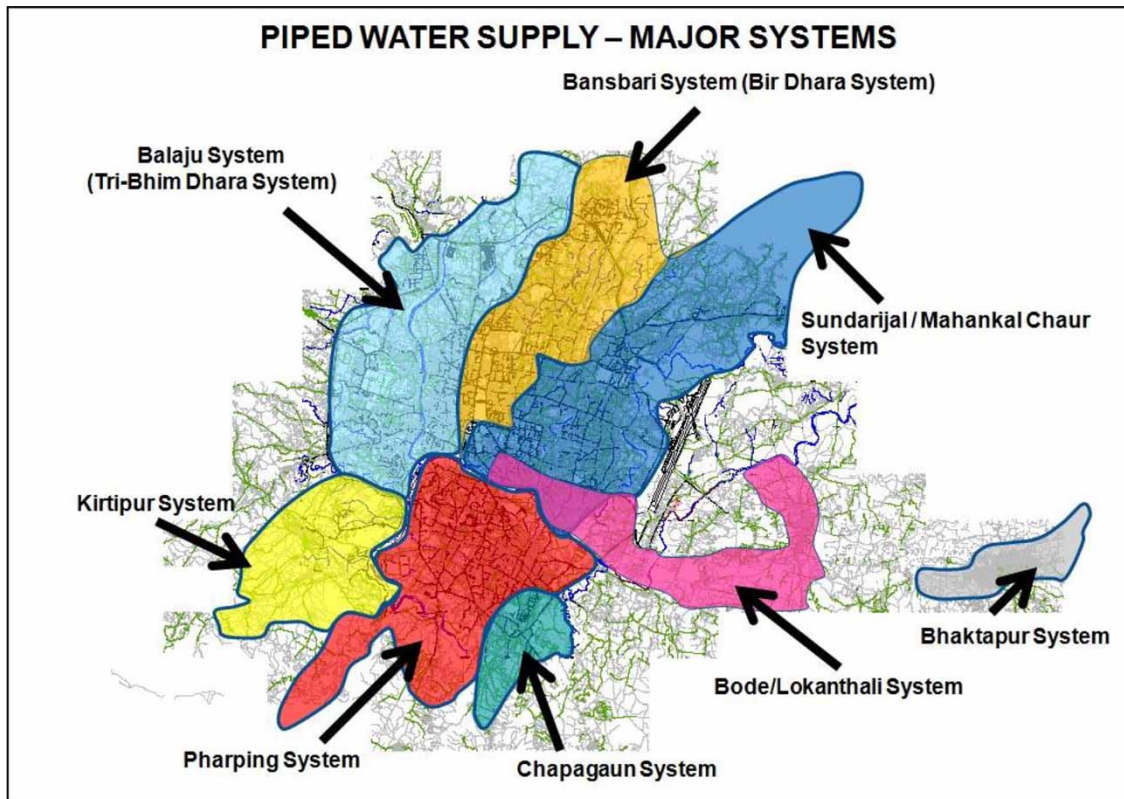 PIPED WATER SUPPLY – MAJOR SYSTEMS
Bansbari System (Bir Dhara System)
Balaju System
(Tri-Bhim Dhara System)
Sundarijal / Mahankal Chaur
System
Kirtipur System
Bhaktapur System
Bode/Lokanthali System
Pharping System
Chapagaun System